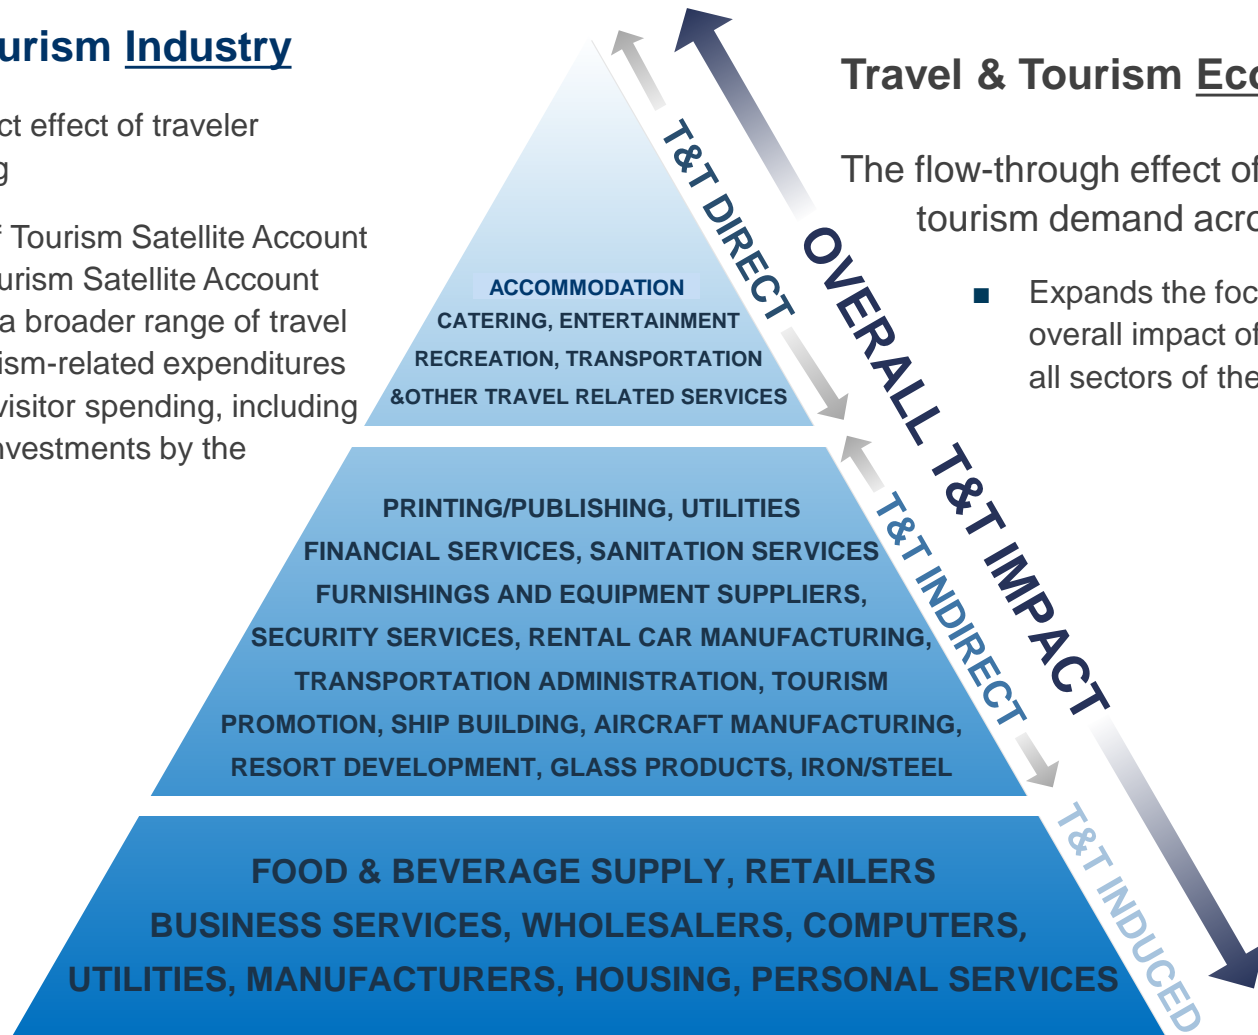 urism Industry
ct effect of traveler
g
f Tourism Satellite Account
urism Satellite Account
a broader range of travel
ism-related expenditures
visitor spending, including
nvestments by the
Travel & Tourism Eco
The flow-through effect of
tourism demand acro
■ Expands the foc
overall impact of
all sectors of the
ACCOMMODATION
CATERING, ENTERTAINMENT
RECREATION, TRANSPORTATION
&OTHER TRAVEL RELATED SERVICES
PRINTING/PUBLISHING, UTILITIES
FINANCIAL SERVICES, SANITATION SERVICES
FURNISHINGS AND EQUIPMENT SUPPLIERS,
SECURITY SERVICES, RENTAL CAR MANUFACTURING,
TRANSPORTATION ADMINISTRATION, TOURISM
PROMOTION, SHIP BUILDING, AIRCRAFT MANUFACTURING,
RESORT DEVELOPMENT, GLASS PRODUCTS, IRON/STEEL
FOOD & BEVERAGE SUPPLY, RETAILERS
BUSINESS SERVICES, WHOLESALERS, COMPUTERS,
UTILITIES, MANUFACTURERS, HOUSING, PERSONAL SERVICES
T&T DIRECT
T&T INDIRECT
T&T INDUCED
OVERALL T&T IMPACT